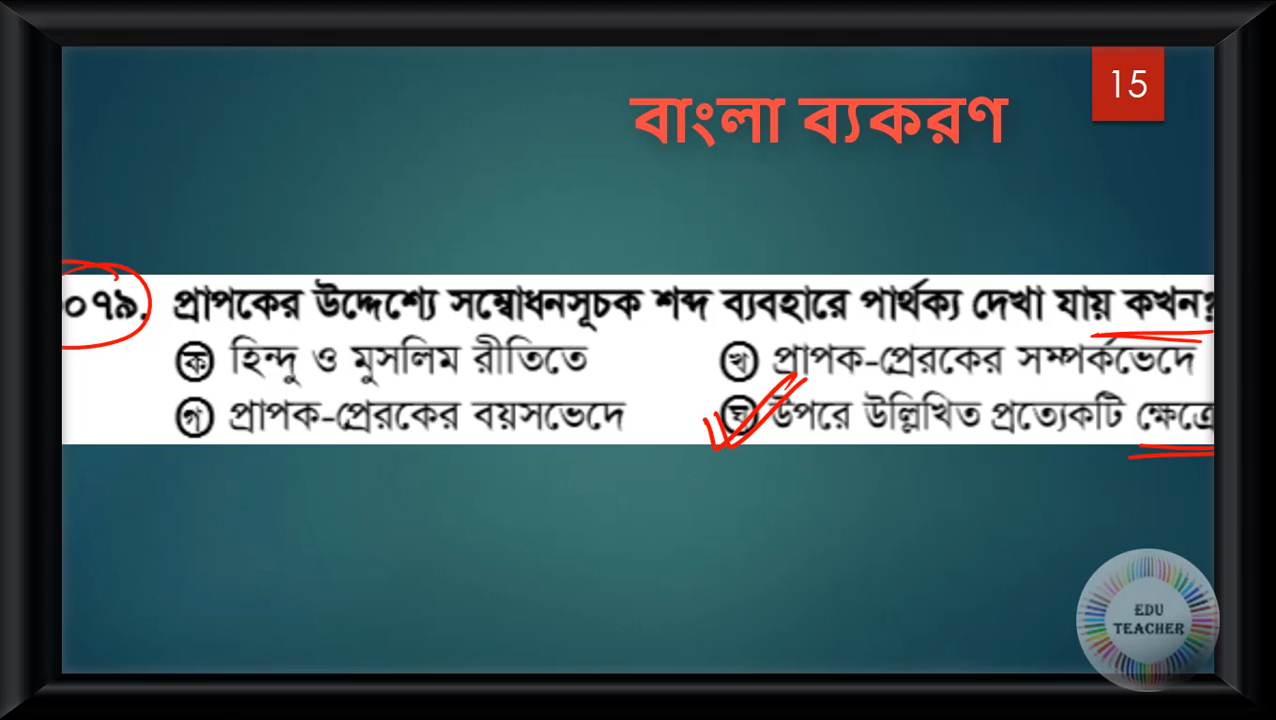 15
বাংলা ব্যকরণ
০৭৯. প্রাপকের উদ্দেশ্যে সম্বোধনসূচক শব্দ ব্যবহারে পার্থক্য দেখা যায় কখন?
ক হিন্দু ও মুসলিম রীতিতে খ প্রাপক-প্রেরকের সম্পর্কভেদে
গ প্রাপক-প্রেরকের বয়সভেদে ঘ উপরে উল্লিখিত প্রত্যেকটি ক্ষেত্রে
EDU
TEACHER